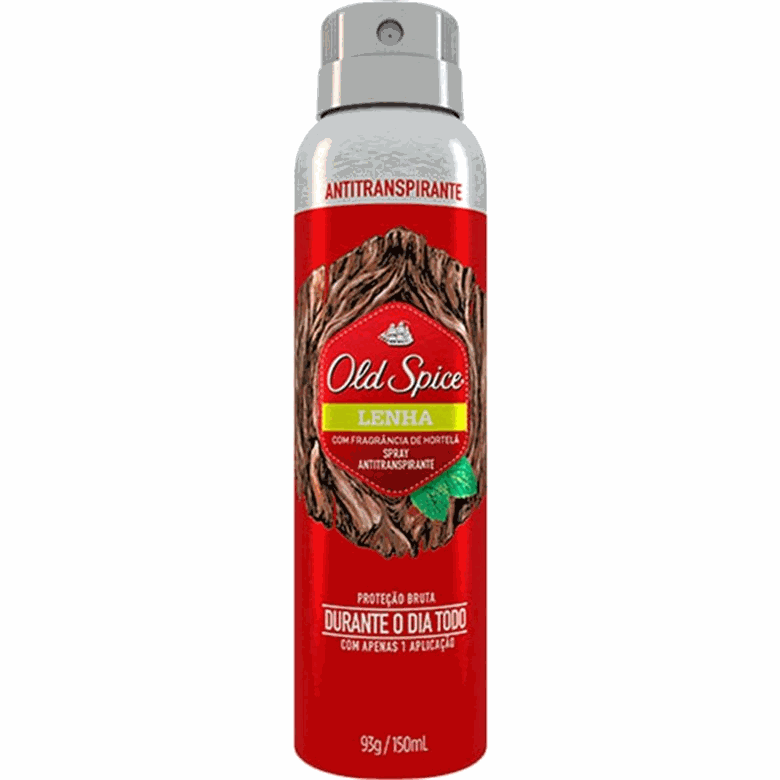 ANTITRANSPIRANTE
Old Spice
LENHA
COM FRAGRÂNCIA DE HORTELÃ
SPRAY
ANTITRANSPIRANTE
PROTEÇÃO BRUTA
DURANTE O DIA TODO
COM APENAS 1 APLICAÇÃO
93g/150mL